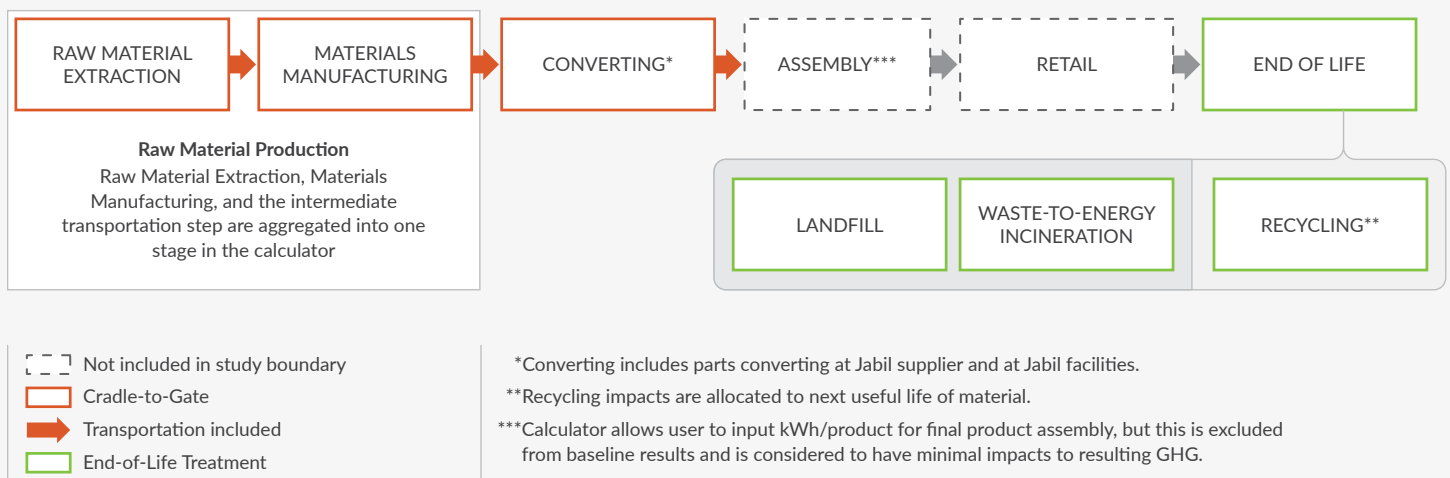 RAW MATERIAL
EXTRACTION
MATERIALS
MANUFACTURING
CONVERTING*
ASSEMBLY***
RETAIL
END OF LIFE
Raw Material Production
Raw Material Extraction, Materials
Manufacturing, and the intermediate
transportation step are aggregated into one
stage in the calculator
LANDFILL
WASTE-TO-ENERGY
INCINERATION
RECYCLING**
Not included in study boundary
Cradle-to-Gate
Transportation included
End-of-Life Treatment
*Converting includes parts converting at Jabil supplier and at Jabil facilities.
**Recycling impacts are allocated to next useful life of material.
***Calculator allows user to input kWh/product for final product assembly, but this is excluded
from baseline results and is considered to have minimal impacts to resulting GHG.